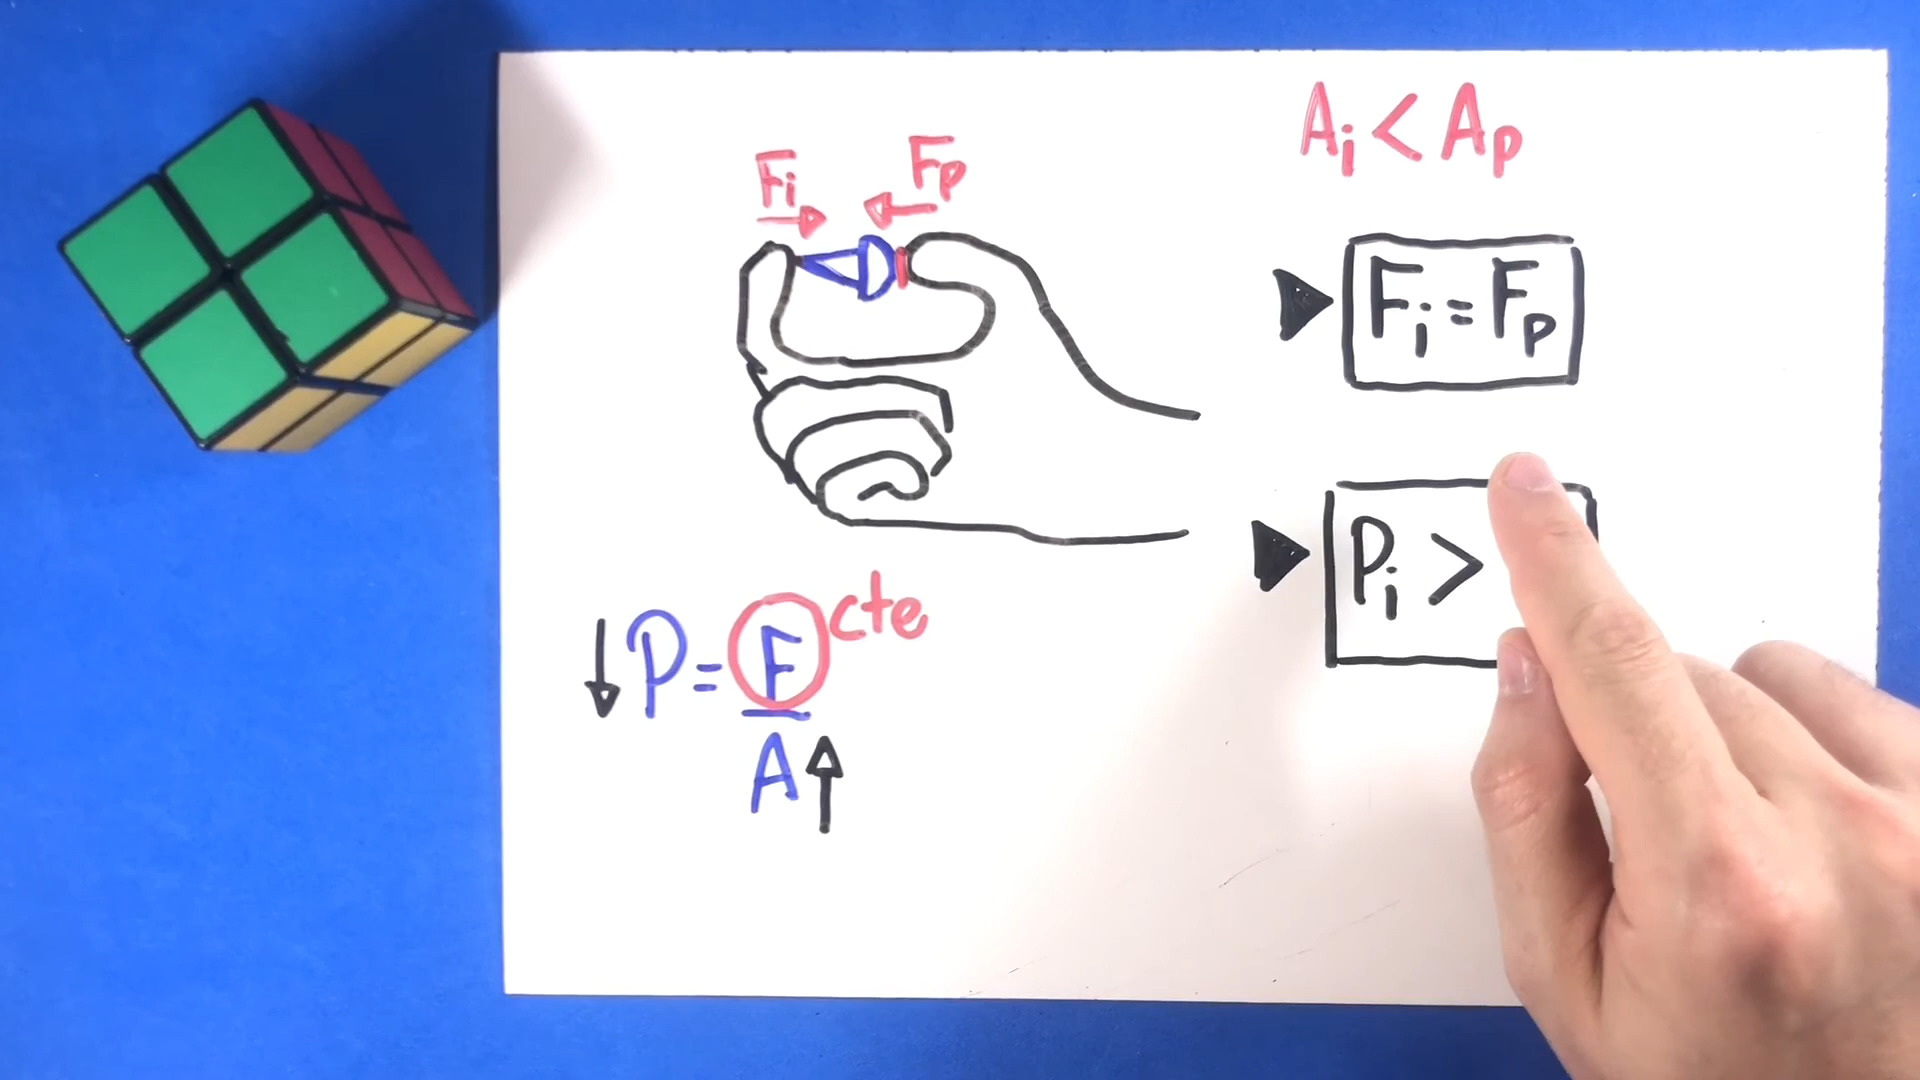 Ai < Ap
Fi Fp
Fi = Fp
Pi >
P = F cte
A